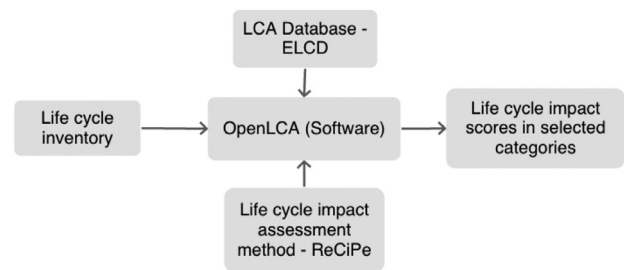 LCA Database -
ELCD
Life cycle
inventory
OpenLCA (Software)
Life cycle impact
scores in selected
categories
Life cycle impact
assessment
method - ReCiPe